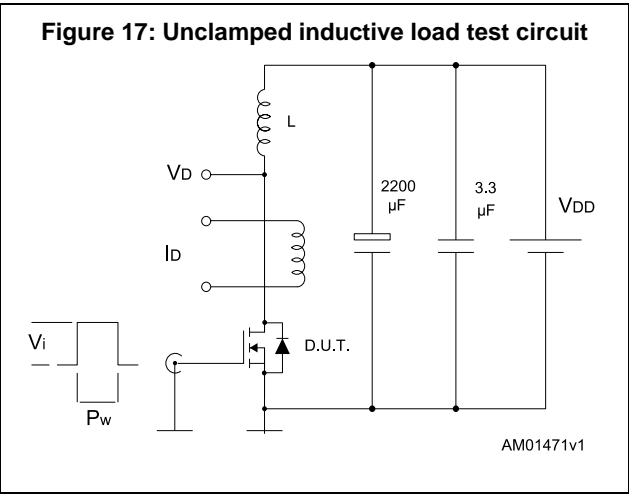 Figure 17: Unclamped inductive load test circuit
L
VD
2200
µF
3.3
µF
VDD
ID
Vi
D.U.T.
Pw
AM01471v1